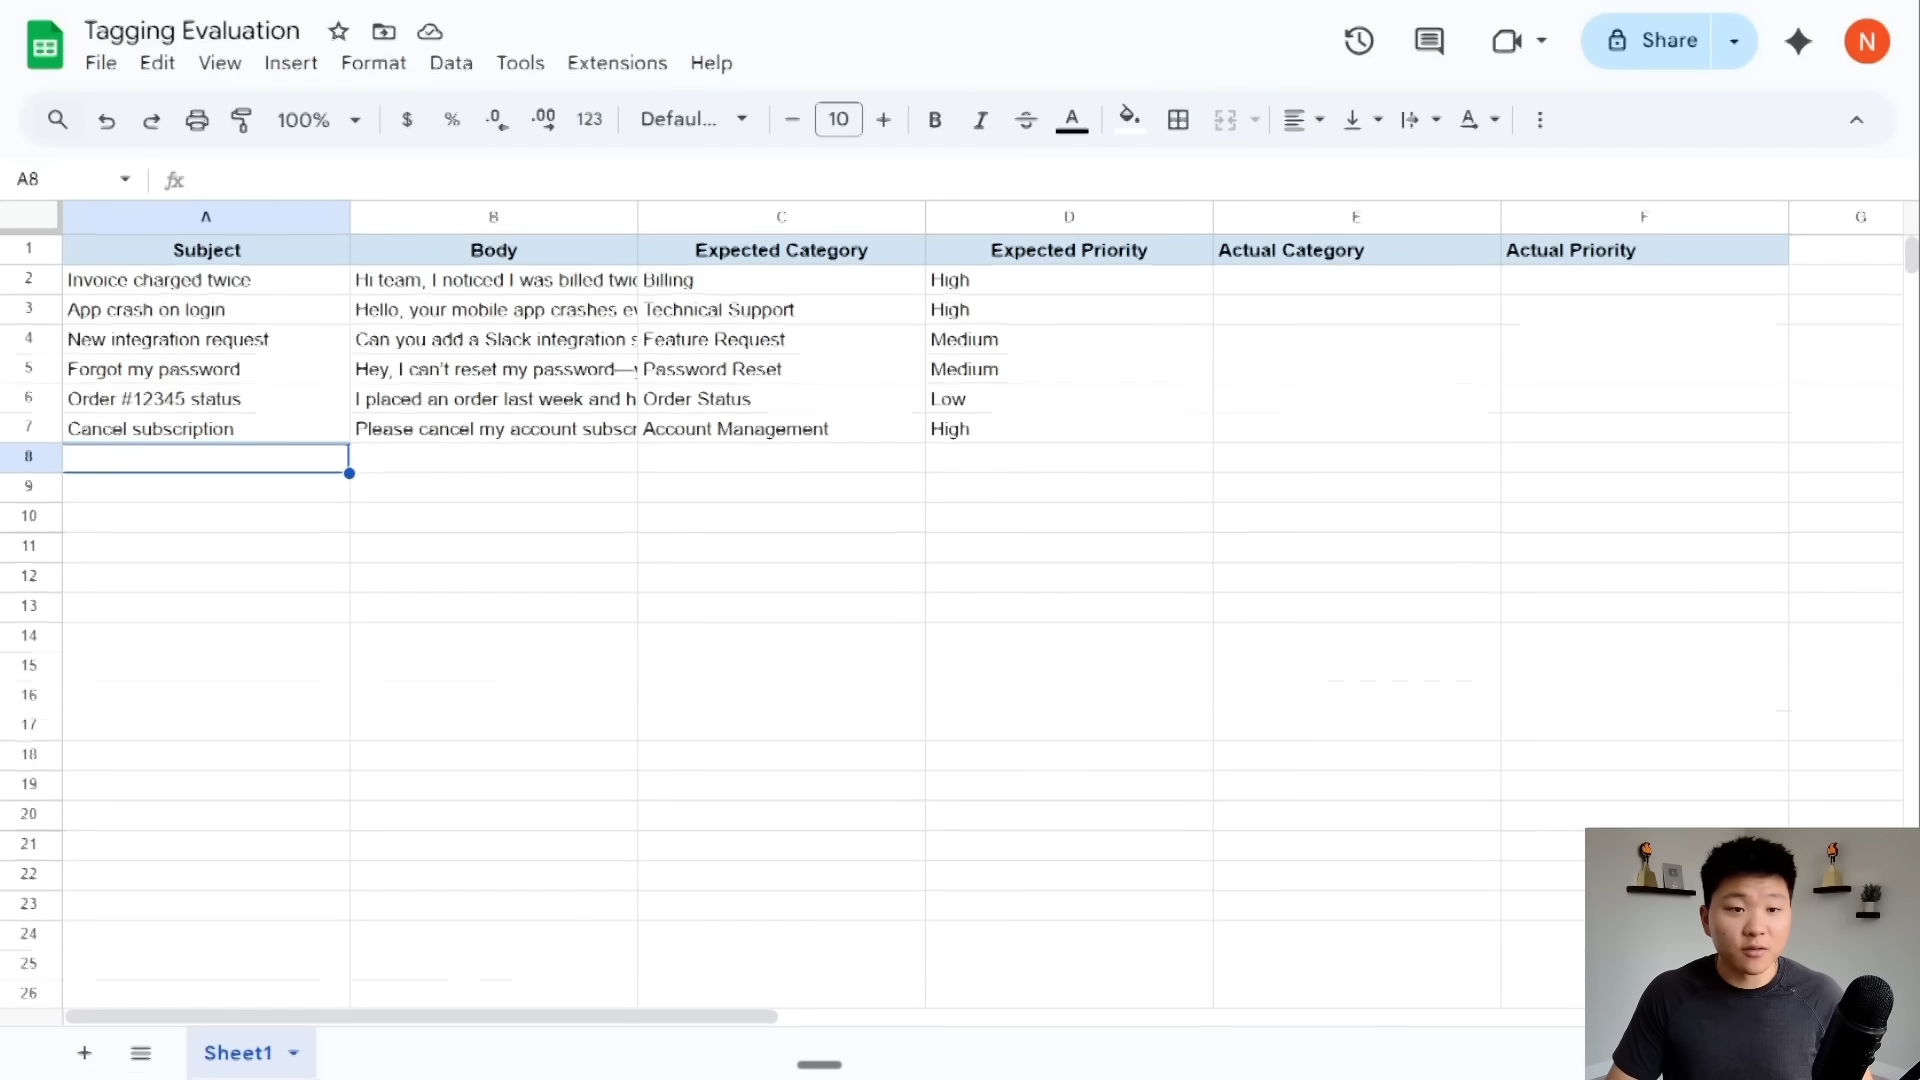 Tagging Evaluation
File Edit View Insert Format Data Tools Extensions Help
Share
N
100% $ % .0 .00 123 Defaul... 10 B I A A
A8 fx
A B C D E F G
1 Subject Body Expected Category Expected Priority Actual Category Actual Priority
2 Invoice charged twice Hi team, I noticed I was billed Billing High
3 App crash on login Hello, your mobile app crashes Technical Support High
4 New integration request Can you add a Slack integration Feature Request Medium
5 Forgot my password Hey, I can't reset my password— Password Reset Medium
6 Order #12345 status I placed an order last week and h Order Status Low
7 Cancel subscription Please cancel my account subscr Account Management High
8
9
10
11
12
13
14
15
16
17
18
19
20
21
22
23
24
25
26
Sheet1